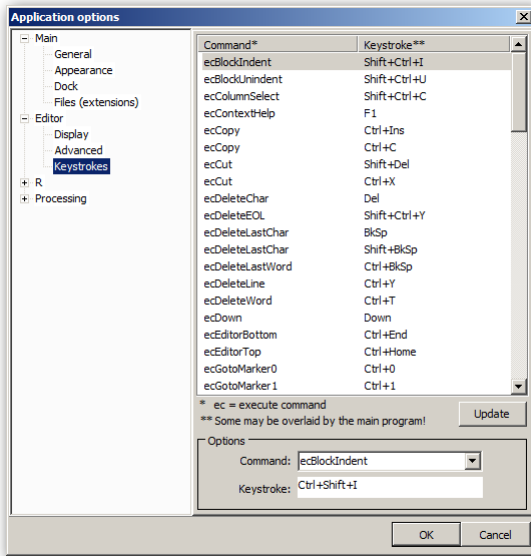 Application options
Main
General
Appearance
Dock
Files (extensions)
Editor
Display
Advanced
Keystrokes
R
Processing
Command* Keystroke**
ecBlockIndent Shift+Ctrl+I
ecBlockUnindent Shift+Ctrl+U
ecColumnSelect Shift+Ctrl+C
ecContextHelp F1
ecCopy Ctrl+Ins
ecCopy Ctrl+C
ecCut Shift+Del
ecCut Ctrl+X
ecDeleteChar Del
ecDeleteEOL Shift+Ctrl+Y
ecDeleteLastChar BkSp
ecDeleteLastChar Shift+BkSp
ecDeleteLastWord Ctrl+BkSp
ecDeleteLine Ctrl+Y
ecDeleteWord Ctrl+T
ecDown Down
ecEditorBottom Ctrl+End
ecEditorTop Ctrl+Home
ecGotoMarker0 Ctrl+0
ecGotoMarker1 Ctrl+1
* ec = execute command
** Some may be overlaid by the main program!
Update
Options
Command: ecBlockIndent
Keystroke: Ctrl+Shift+I
OK Cancel